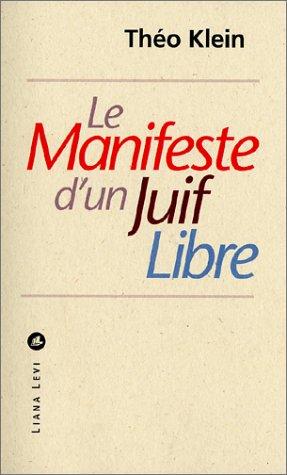 Théo Klein
Le
Manifeste
d'un Juif
Libre
LIANA LEVI